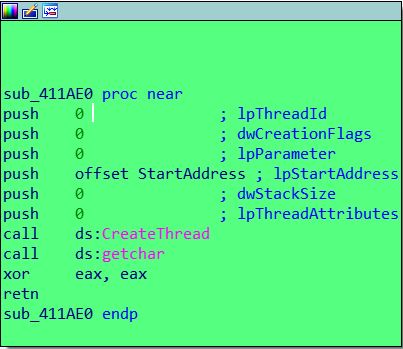 sub_411AE0 proc near
push 0 ; lpThreadId
push 0 ; dwCreationFlags
push 0 ; lpParameter
push offset StartAddress ; lpStartAddress
push 0 ; dwStackSize
push 0 ; lpThreadAttributes
call ds:CreateThread
call ds:getchar
xor eax, eax
retn
sub_411AE0 endp